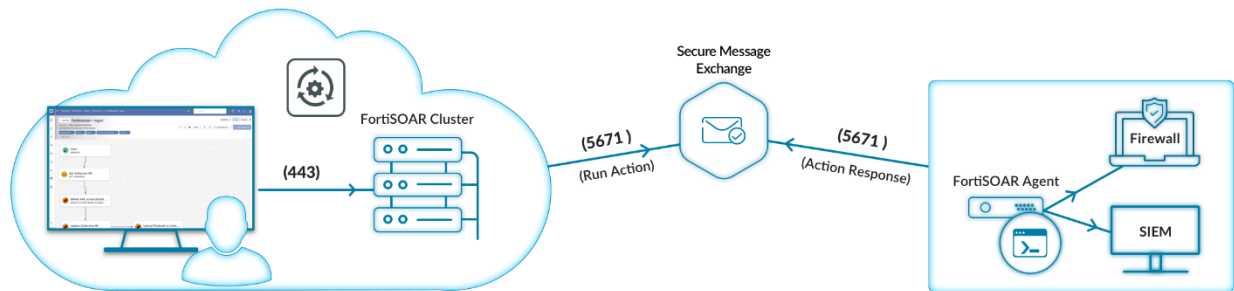 Secure Message
Exchange
FortiSOAR Cluster
(443)
(5671 )
(Run Action)
(5671 )
(Action Response)
Firewall
FortiSOAR Agent
SIEM